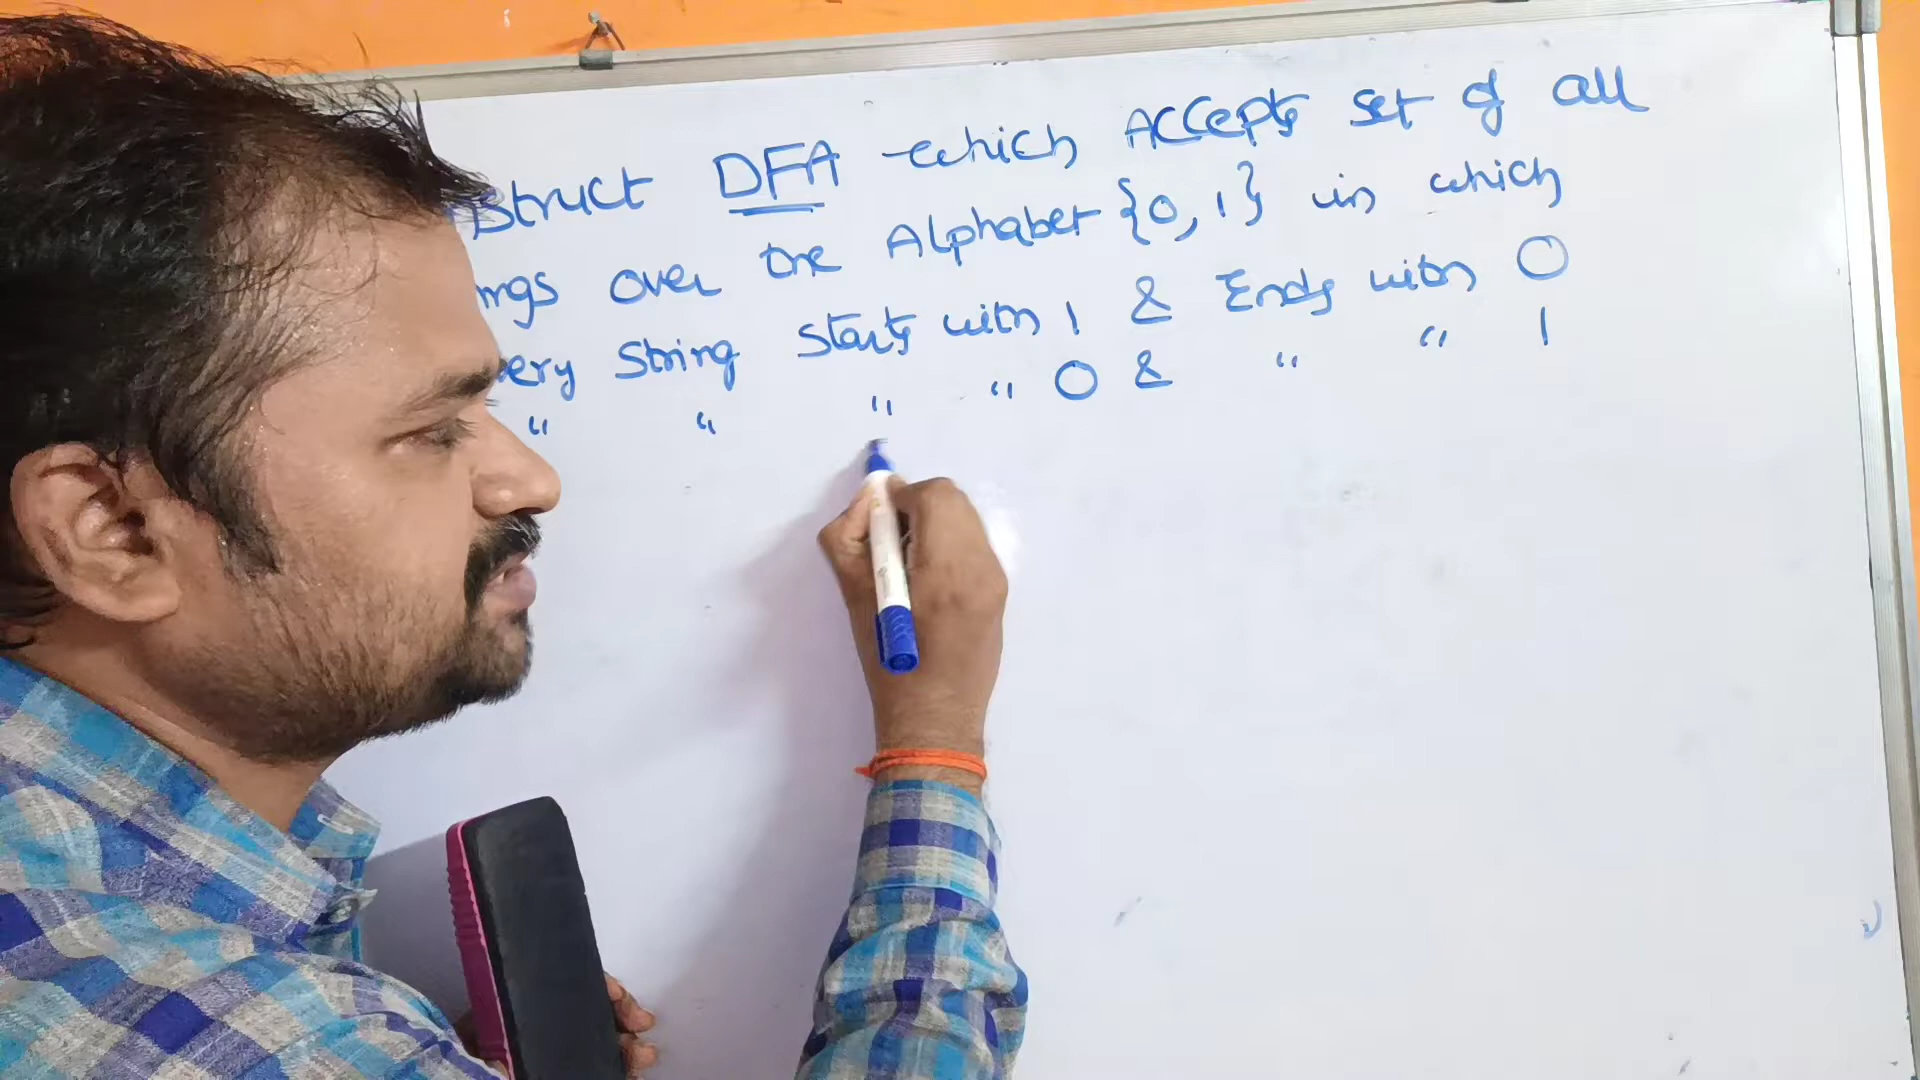 nstruct DFA which Accepts set of all
ngs over the Alphabet {0, 1} in which
ery String Starts with 1 & Ends with 0
" " " " 0 & " " 1